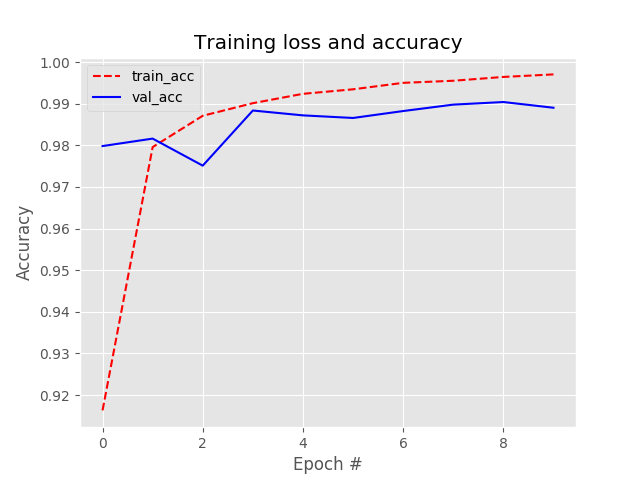 Training loss and accuracy
train_acc
val_acc
Accuracy
1.00
0.99
0.98
0.97
0.96
0.95
0.94
0.93
0.92
0 2 4 6 8
Epoch #